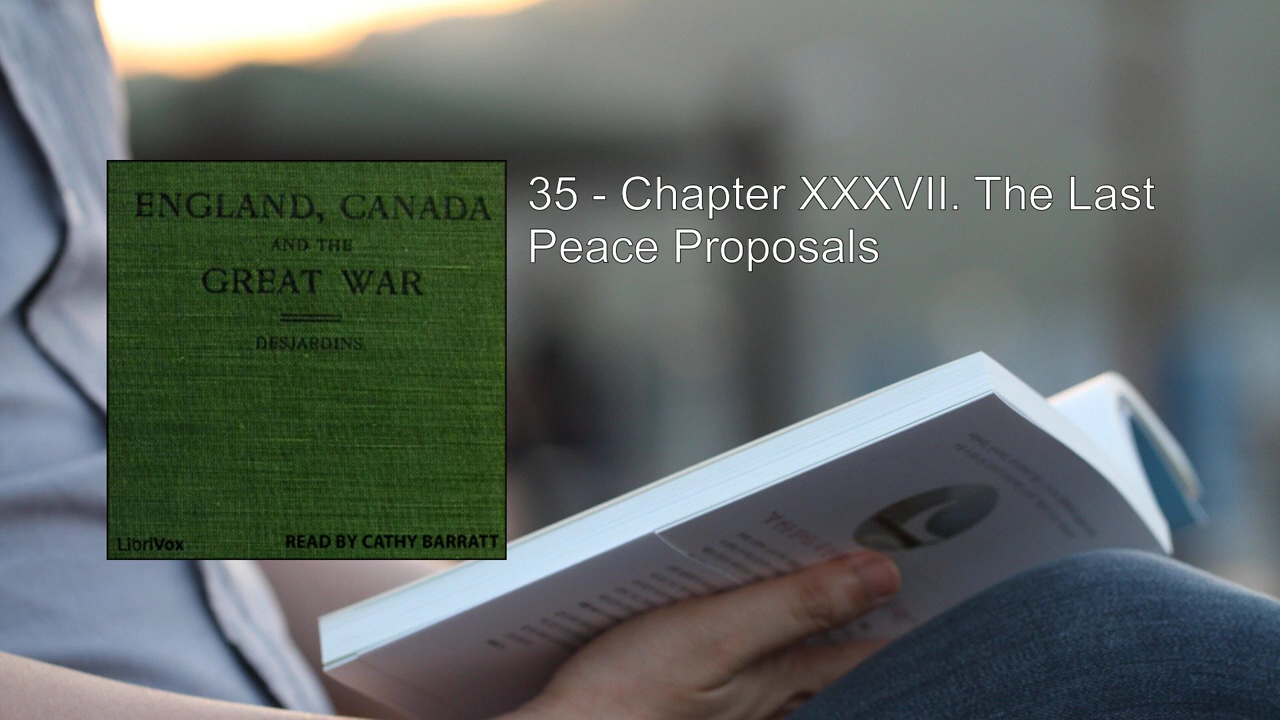 35 - Chapter XXXVII. The Last
Peace Proposals
ENGLAND, CANADA
AND THE
GREAT WAR
DESJARDINS
LibriVox
READ BY CATHY BARRATT